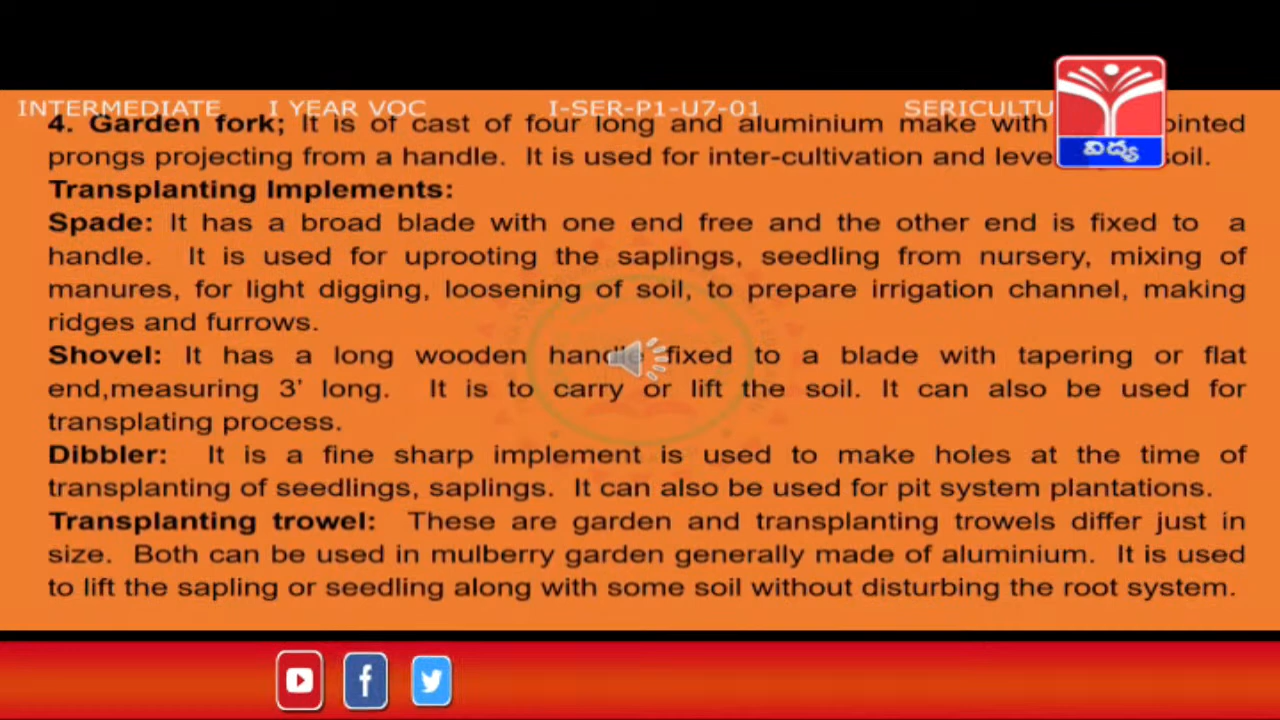 INTERMEDIATE I YEAR VOC I-SER-P1-U7-01 SERICULTU
4. Garden fork; It is of cast of four long and aluminium make with ointed
prongs projecting from a handle. It is used for inter-cultivation and leve oil.
Transplanting Implements:
Spade: It has a broad blade with one end free and the other end is fixed to a
handle. It is used for uprooting the saplings, seedling from nursery, mixing of
manures, for light digging, loosening of soil, to prepare irrigation channel, making
ridges and furrows.
Shovel: It has a long wooden handle fixed to a blade with tapering or flat
end,measuring 3' long. It is to carry or lift the soil. It can also be used for
transplating process.
Dibbler: It is a fine sharp implement is used to make holes at the time of
transplanting of seedlings, saplings. It can also be used for pit system plantations.
Transplanting trowel: These are garden and transplanting trowels differ just in
size. Both can be used in mulberry garden generally made of aluminium. It is used
to lift the sapling or seedling along with some soil without disturbing the root system.
విద్య